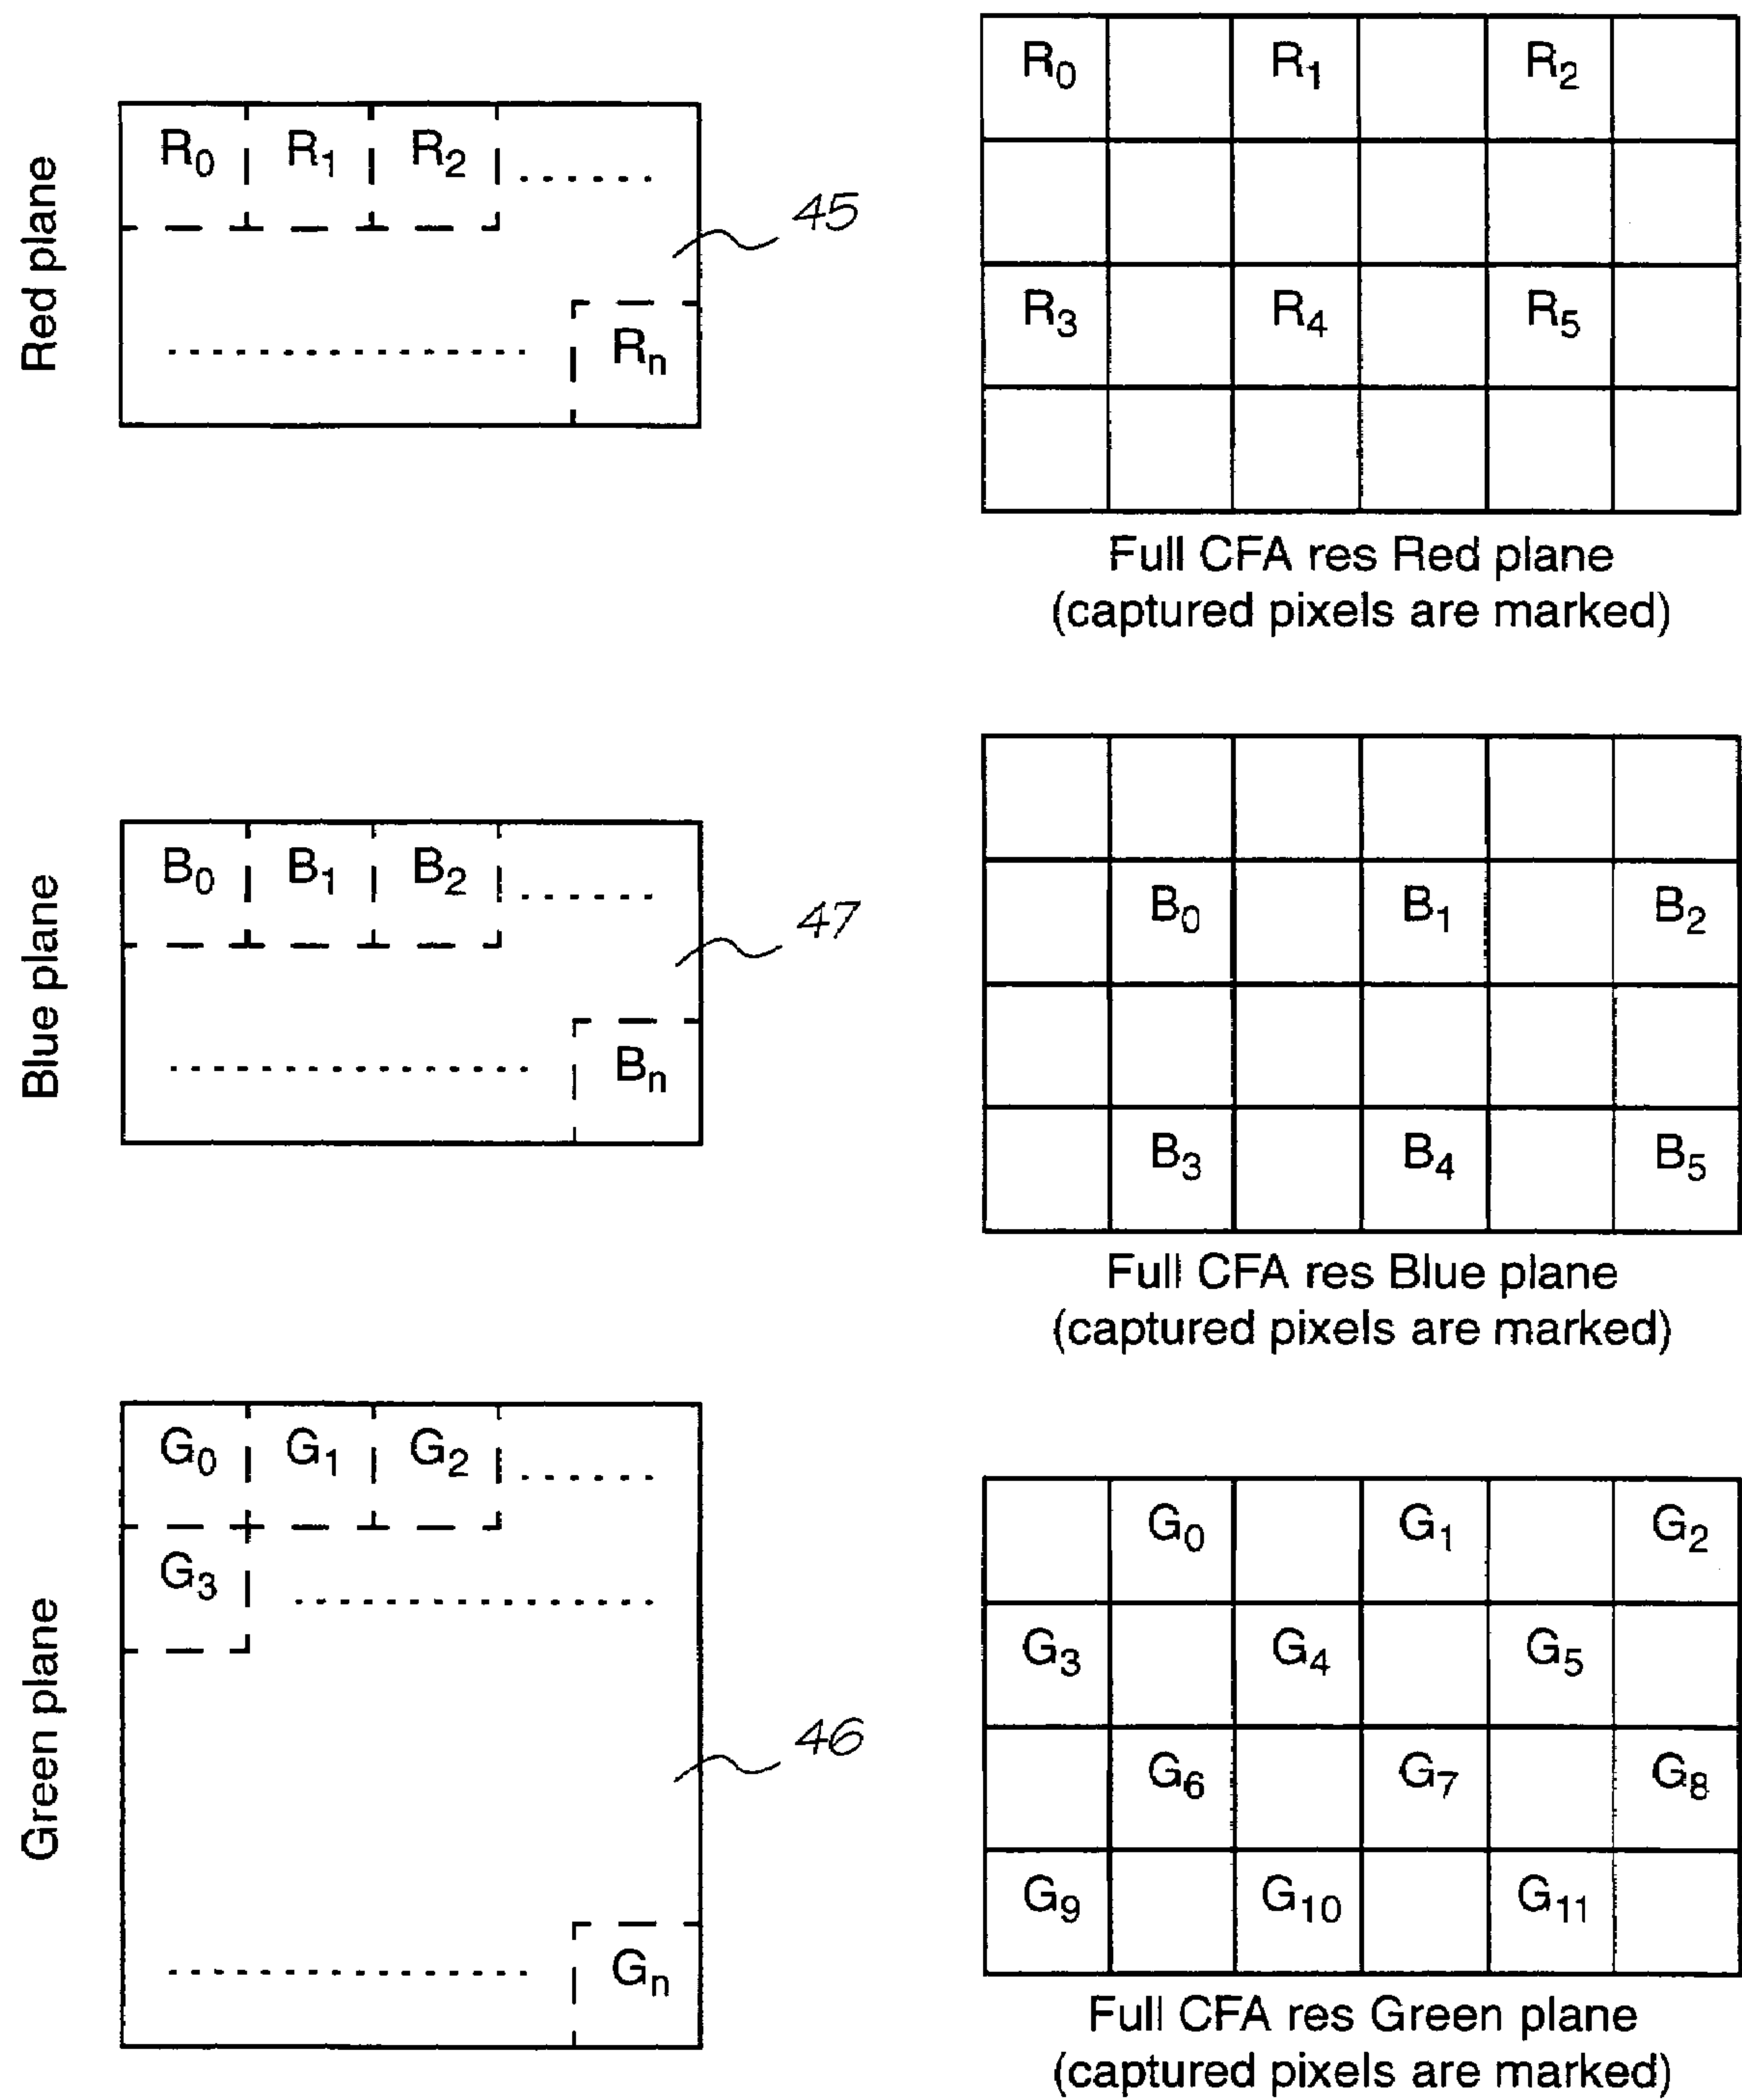 Red plane
R0 R1 R2 ..........
.................. Rn
45
R0 R1 R2
R3 R4 R5
Full CFA res Red plane
(captured pixels are marked)
Blue plane
B0 B1 B2 ..........
.................. Bn
47
B0 B1 B2
B3 B4 B5
Full CFA res Blue plane
(captured pixels are marked)
Green plane
G0 G1 G2 ..........
G3 ..................
.................. Gn
46
G0 G1 G2
G3 G4 G5
G6 G7 G8
G9 G10 G11
Full CFA res Green plane
(captured pixels are marked)